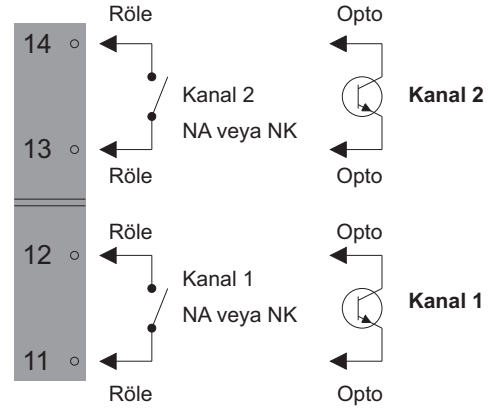 Röle Opto
14
Kanal 2 Kanal 2
NA veya NK
13
Röle Opto
Röle Opto
12
Kanal 1 Kanal 1
NA veya NK
11
Röle Opto